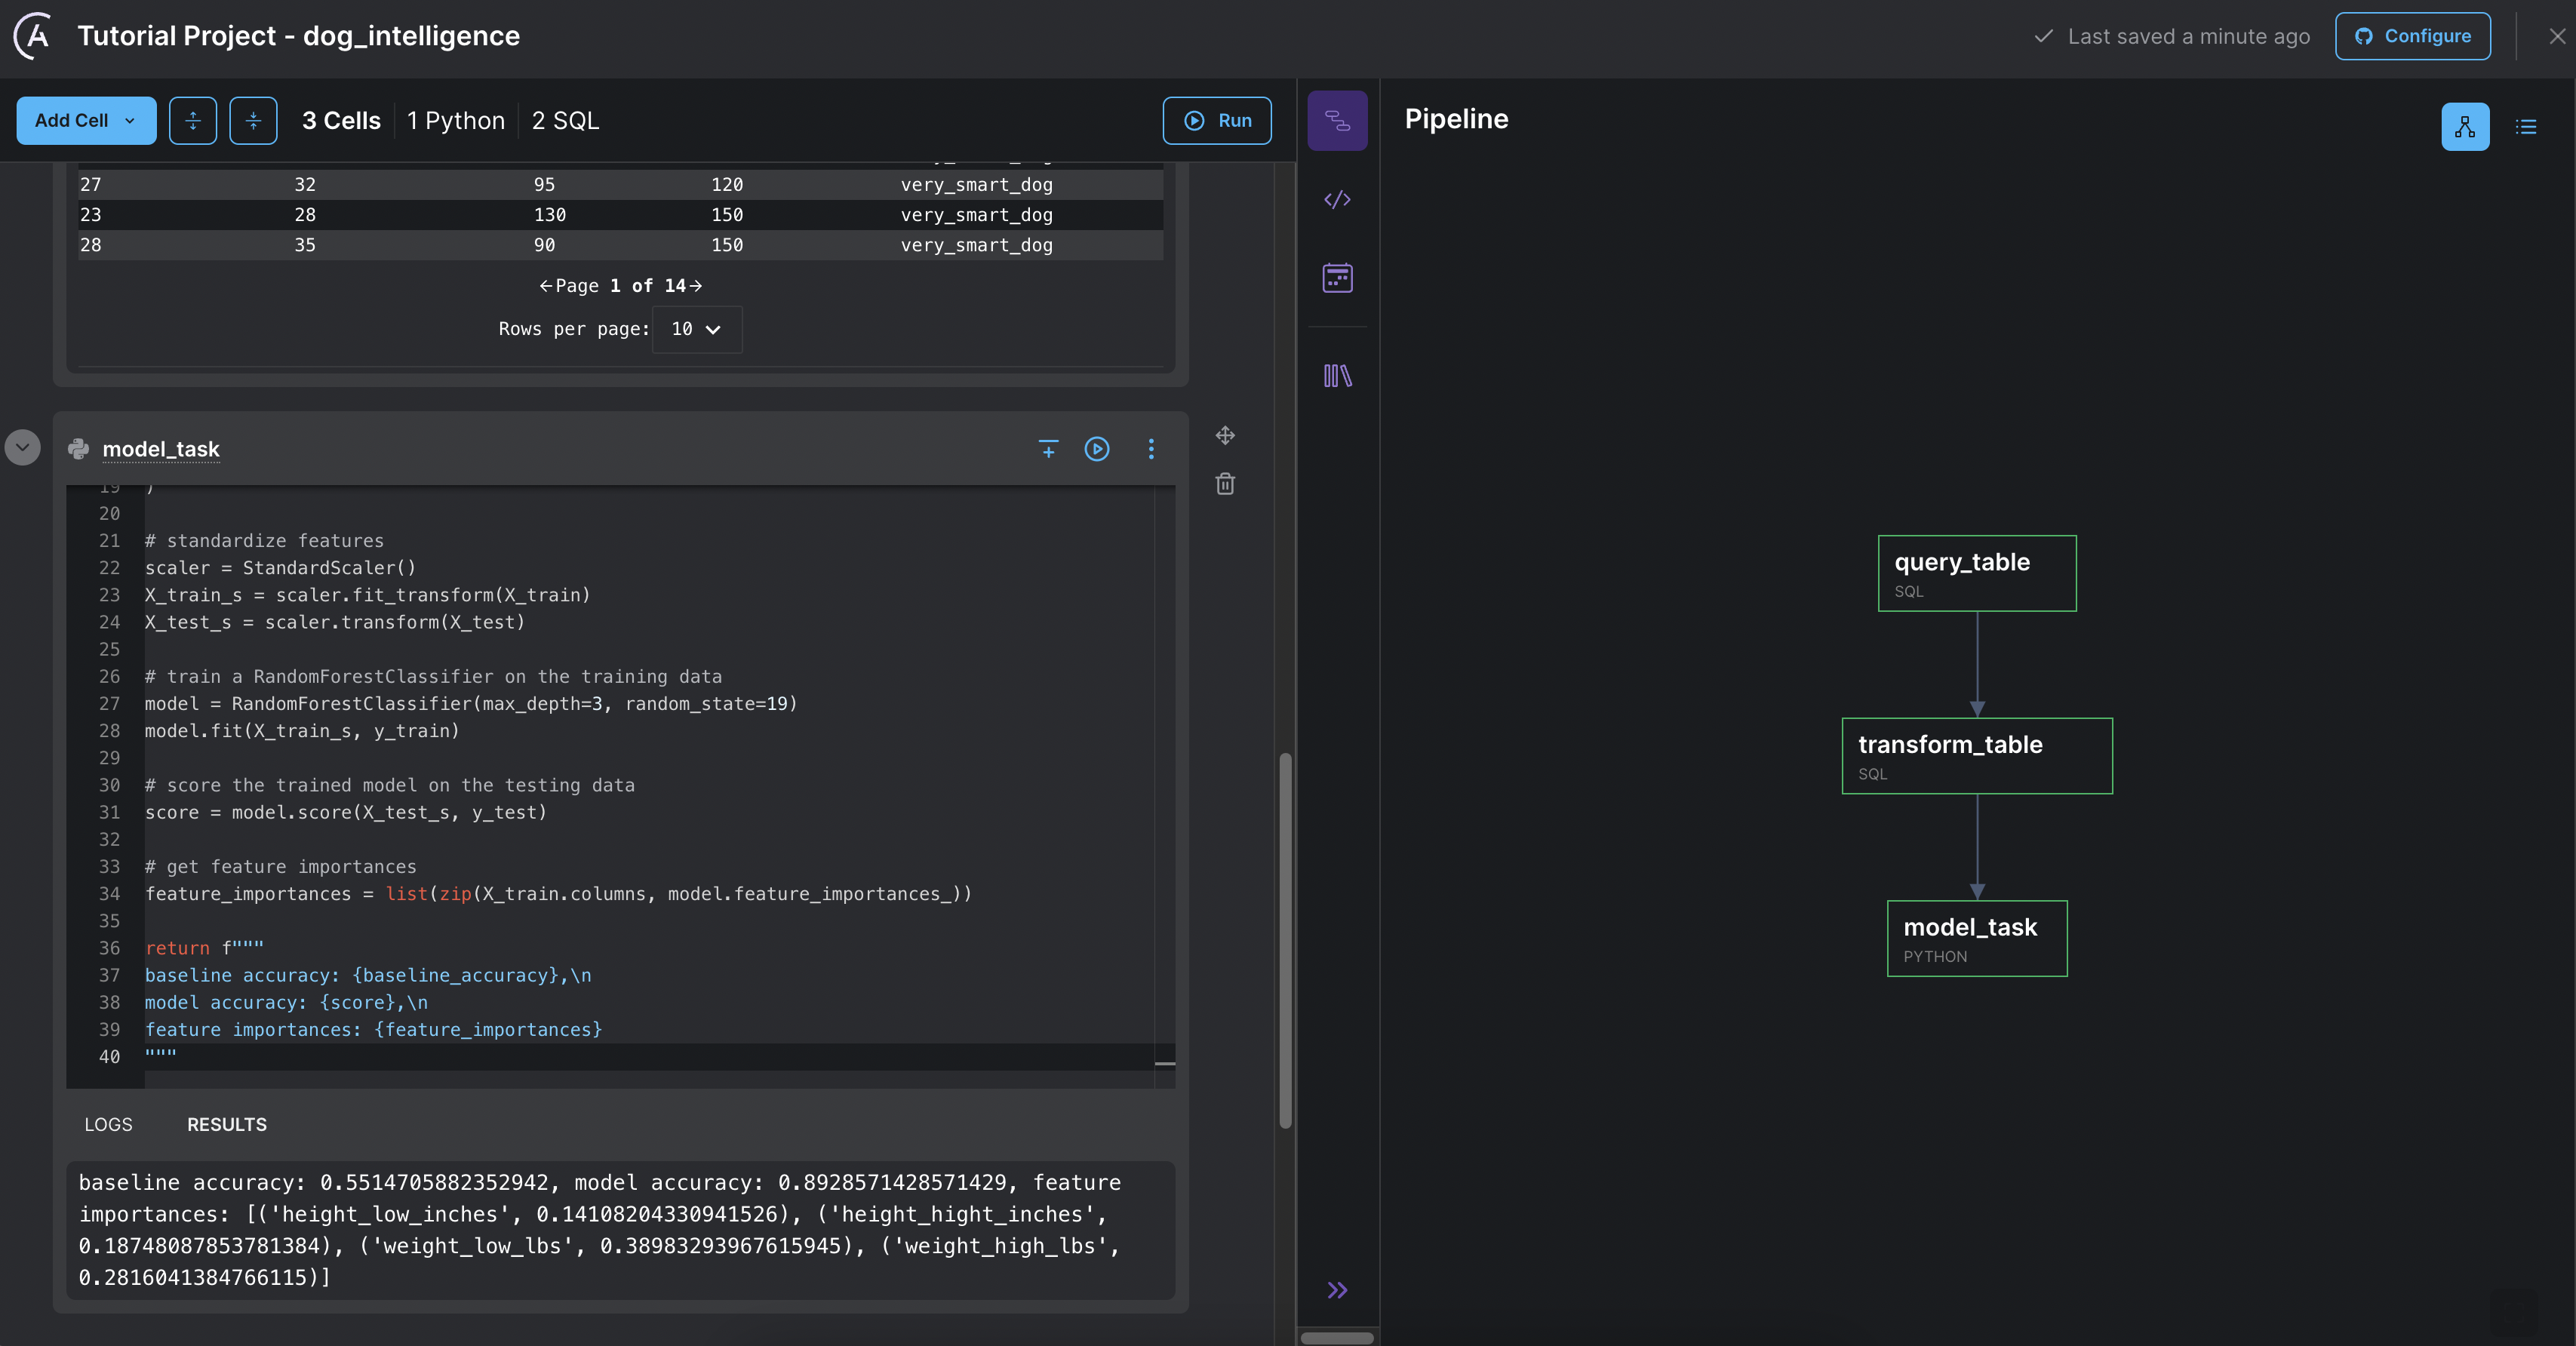 Tutorial Project - dog_intelligence
Last saved a minute ago
Configure
Add Cell
3 Cells
1 Python
2 SQL
Run
27 32 95 120 very_smart_dog
23 28 130 150 very_smart_dog
28 35 90 150 very_smart_dog
←Page 1 of 14→
Rows per page: 10
model_task
19 )
20
21 # standardize features
22 scaler = StandardScaler()
23 X_train_s = scaler.fit_transform(X_train)
24 X_test_s = scaler.transform(X_test)
25
26 # train a RandomForestClassifier on the training data
27 model = RandomForestClassifier(max_depth=3, random_state=19)
28 model.fit(X_train_s, y_train)
29
30 # score the trained model on the testing data
31 score = model.score(X_test_s, y_test)
32
33 # get feature importances
34 feature_importances = list(zip(X_train.columns, model.feature_importances_))
35
36 return f"""
37 baseline accuracy: {baseline_accuracy},\n
38 model accuracy: {score},\n
39 feature importances: {feature_importances}
40 """
LOGS
RESULTS
baseline accuracy: 0.5514705882352942, model accuracy: 0.8928571428571429, feature
importances: [('height_low_inches', 0.14108204330941526), ('height_hight_inches',
0.18748087853781384), ('weight_low_lbs', 0.38983293967615945), ('weight_high_lbs',
0.2816041384766115)]
Pipeline
query_table
SQL
transform_table
SQL
model_task
PYTHON